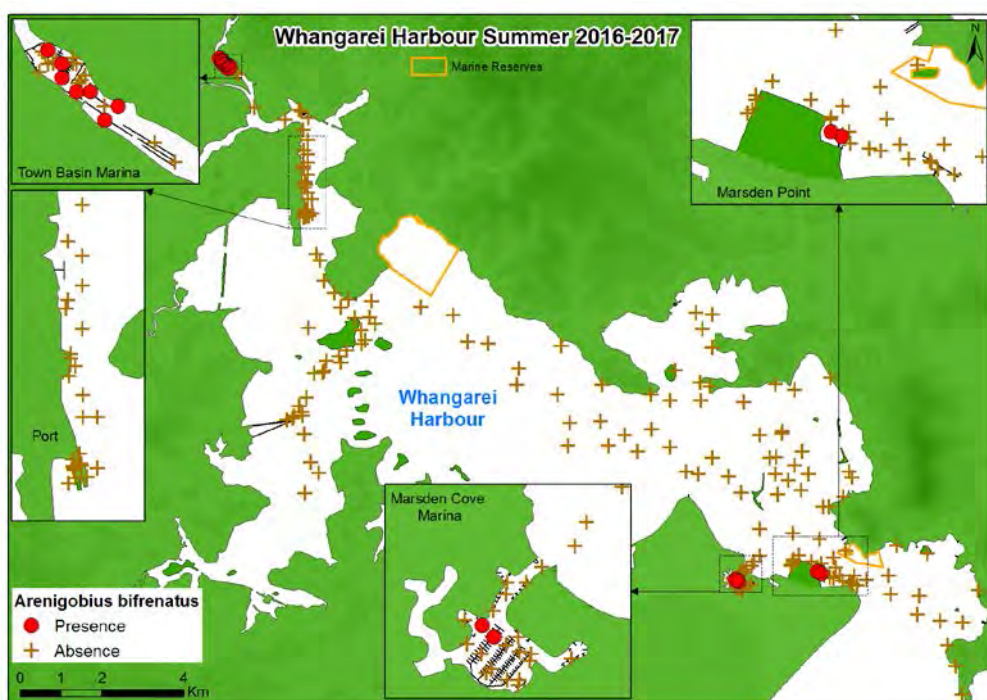 Whangarei Harbour Summer 2016-2017
Marine Reserves
N
Town Basin Marina
Marsden Point
Port
Whangarei
Harbour
Marsden Cove
Marina
Arenigobius bifrenatus
Presence
Absence
0 1 2 4
Km